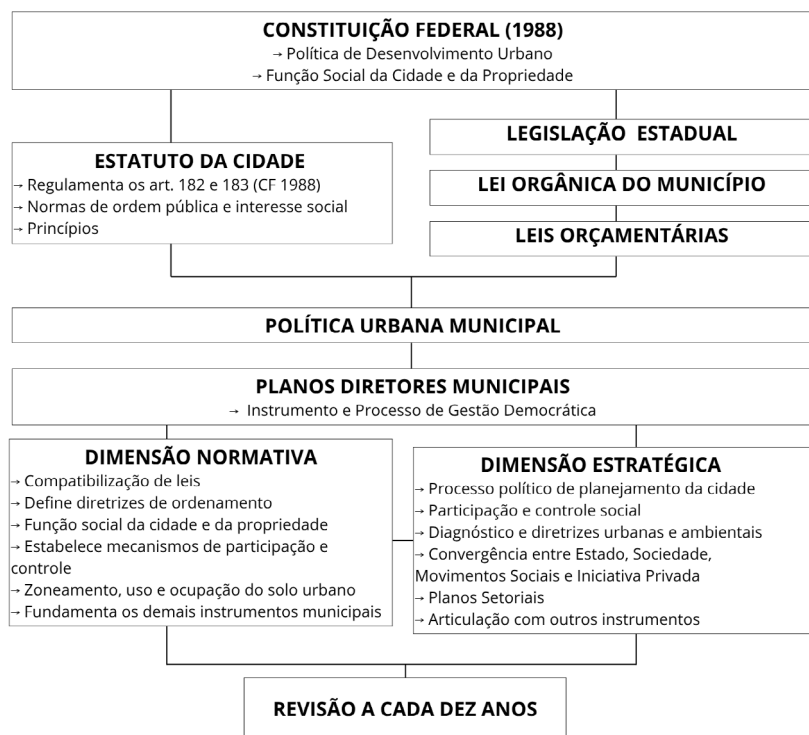 CONSTITUIÇÃO FEDERAL (1988)
→ Política de Desenvolvimento Urbano
→ Função Social da Cidade e da Propriedade
ESTATUTO DA CIDADE
→ Regulamenta os art. 182 e 183 (CF 1988)
→ Normas de ordem pública e interesse social
→ Princípios
LEGISLAÇÃO ESTADUAL
LEI ORGÂNICA DO MUNICÍPIO
LEIS ORÇAMENTÁRIAS
POLÍTICA URBANA MUNICIPAL
PLANOS DIRETORES MUNICIPAIS
→ Instrumento e Processo de Gestão Democrática
DIMENSÃO NORMATIVA
→ Compatibilização de leis
→ Define diretrizes de ordenamento
→ Função social da cidade e da propriedade
→ Estabelece mecanismos de participação e
controle
→ Zoneamento, uso e ocupação do solo urbano
→ Fundamenta os demais instrumentos municipais
DIMENSÃO ESTRATÉGICA
→ Processo político de planejamento da cidade
→ Participação e controle social
→ Diagnóstico e diretrizes urbanas e ambientais
→ Convergência entre Estado, Sociedade,
Movimentos Sociais e Iniciativa Privada
→ Planos Setoriais
→ Articulação com outros instrumentos
REVISÃO A CADA DEZ ANOS